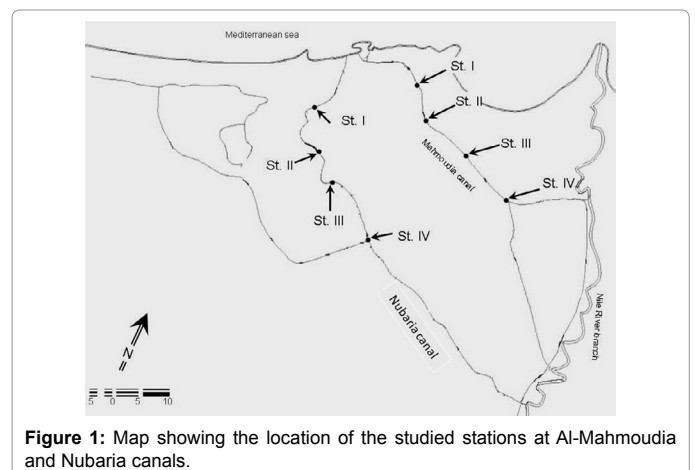 Mediterranean sea
St. I
St. II
St. I
St. III
Mahmoudia canal
St. II
St. IV
St. III
St. IV
Nubaria canal
Nile River branch
N
5 0 5 10
Figure 1: Map showing the location of the studied stations at Al-Mahmoudia
and Nubaria canals.